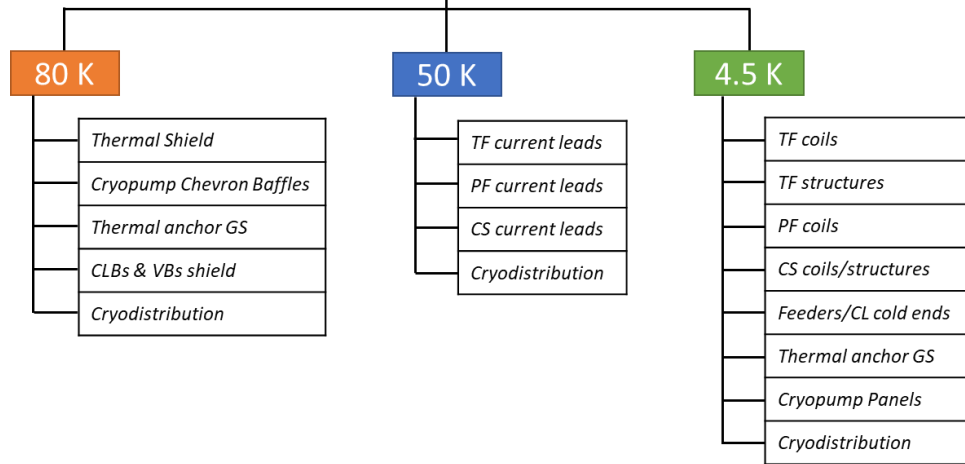 80 K
Thermal Shield
Cryopump Chevron Baffles
Thermal anchor GS
CLBs & VBs shield
Cryodistribution
50 K
TF current leads
PF current leads
CS current leads
Cryodistribution
4.5 K
TF coils
TF structures
PF coils
CS coils/structures
Feeders/CL cold ends
Thermal anchor GS
Cryopump Panels
Cryodistribution